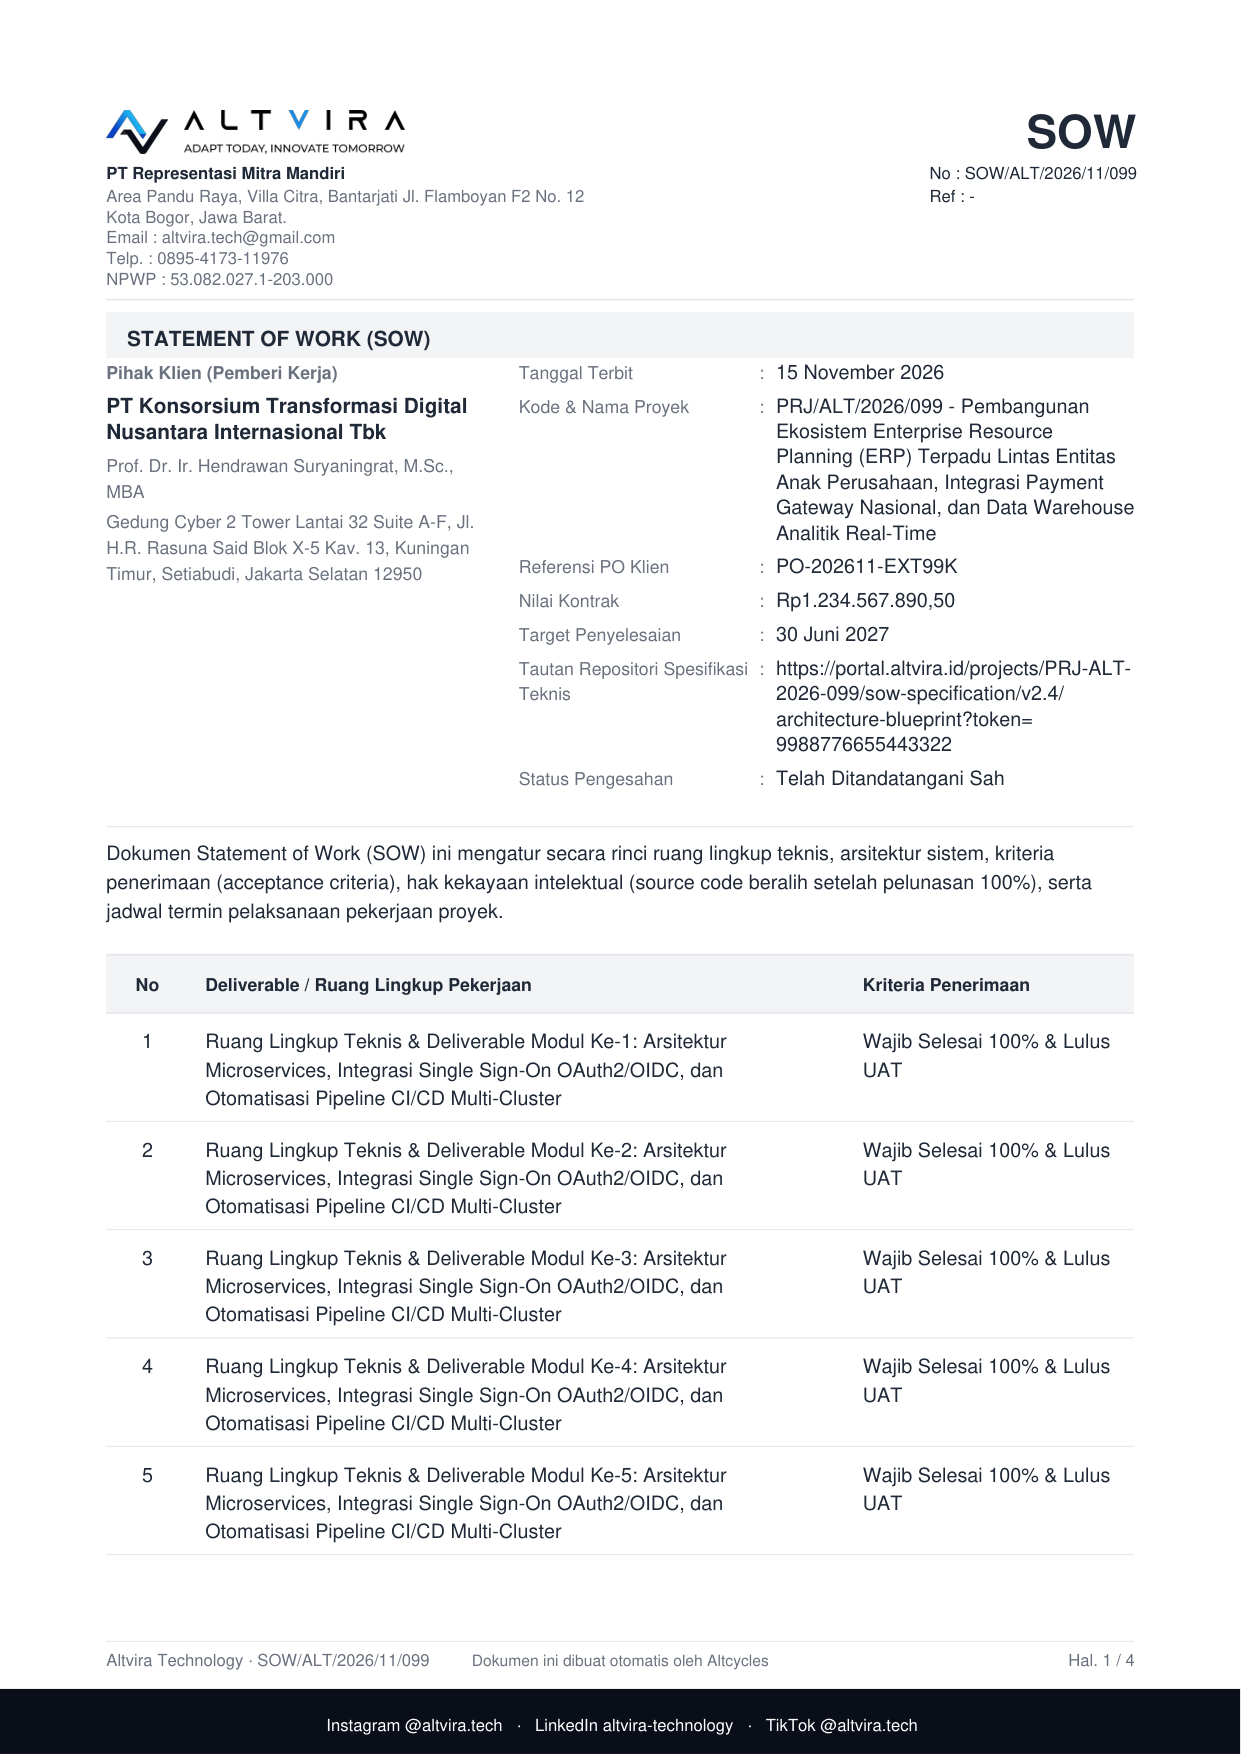 ALTVIRA
ADAPT TODAY, INNOVATE TOMORROW
PT Representasi Mitra Mandiri
Area Pandu Raya, Villa Citra, Bantarjati Jl. Flamboyan F2 No. 12
Kota Bogor, Jawa Barat.
Email : altvira.tech@gmail.com
Telp. : 0895-4173-11976
NPWP : 53.082.027.1-203.000
SOW
No : SOW/ALT/2026/11/099
Ref : -
STATEMENT OF WORK (SOW)
Pihak Klien (Pemberi Kerja)
PT Konsorsium Transformasi Digital
Nusantara Internasional Tbk
Prof. Dr. Ir. Hendrawan Suryaningrat, M.Sc.,
MBA
Gedung Cyber 2 Tower Lantai 32 Suite A-F, Jl.
H.R. Rasuna Said Blok X-5 Kav. 13, Kuningan
Timur, Setiabudi, Jakarta Selatan 12950
Tanggal Terbit : 15 November 2026
Kode & Nama Proyek : PRJ/ALT/2026/099 - Pembangunan
Ekosistem Enterprise Resource
Planning (ERP) Terpadu Lintas Entitas
Anak Perusahaan, Integrasi Payment
Gateway Nasional, dan Data Warehouse
Analitik Real-Time
Referensi PO Klien : PO-202611-EXT99K
Nilai Kontrak : Rp1.234.567.890,50
Target Penyelesaian : 30 Juni 2027
Tautan Repositori Spesifikasi : https://portal.altvira.id/projects/PRJ-ALT-
Teknis 2026-099/sow-specification/v2.4/
architecture-blueprint?token=
9988776655443322
Status Pengesahan : Telah Ditandatangani Sah
Dokumen Statement of Work (SOW) ini mengatur secara rinci ruang lingkup teknis, arsitektur sistem, kriteria
penerimaan (acceptance criteria), hak kekayaan intelektual (source code beralih setelah pelunasan 100%), serta
jadwal termin pelaksanaan pekerjaan proyek.
No Deliverable / Ruang Lingkup Pekerjaan Kriteria Penerimaan
1 Ruang Lingkup Teknis & Deliverable Modul Ke-1: Arsitektur Wajib Selesai 100% & Lulus
Microservices, Integrasi Single Sign-On OAuth2/OIDC, dan UAT
Otomatisasi Pipeline CI/CD Multi-Cluster
2 Ruang Lingkup Teknis & Deliverable Modul Ke-2: Arsitektur Wajib Selesai 100% & Lulus
Microservices, Integrasi Single Sign-On OAuth2/OIDC, dan UAT
Otomatisasi Pipeline CI/CD Multi-Cluster
3 Ruang Lingkup Teknis & Deliverable Modul Ke-3: Arsitektur Wajib Selesai 100% & Lulus
Microservices, Integrasi Single Sign-On OAuth2/OIDC, dan UAT
Otomatisasi Pipeline CI/CD Multi-Cluster
4 Ruang Lingkup Teknis & Deliverable Modul Ke-4: Arsitektur Wajib Selesai 100% & Lulus
Microservices, Integrasi Single Sign-On OAuth2/OIDC, dan UAT
Otomatisasi Pipeline CI/CD Multi-Cluster
5 Ruang Lingkup Teknis & Deliverable Modul Ke-5: Arsitektur Wajib Selesai 100% & Lulus
Microservices, Integrasi Single Sign-On OAuth2/OIDC, dan UAT
Otomatisasi Pipeline CI/CD Multi-Cluster
Altvira Technology · SOW/ALT/2026/11/099 Dokumen ini dibuat otomatis oleh Altcycles Hal. 1 / 4
Instagram @altvira.tech · LinkedIn altvira-technology · TikTok @altvira.tech